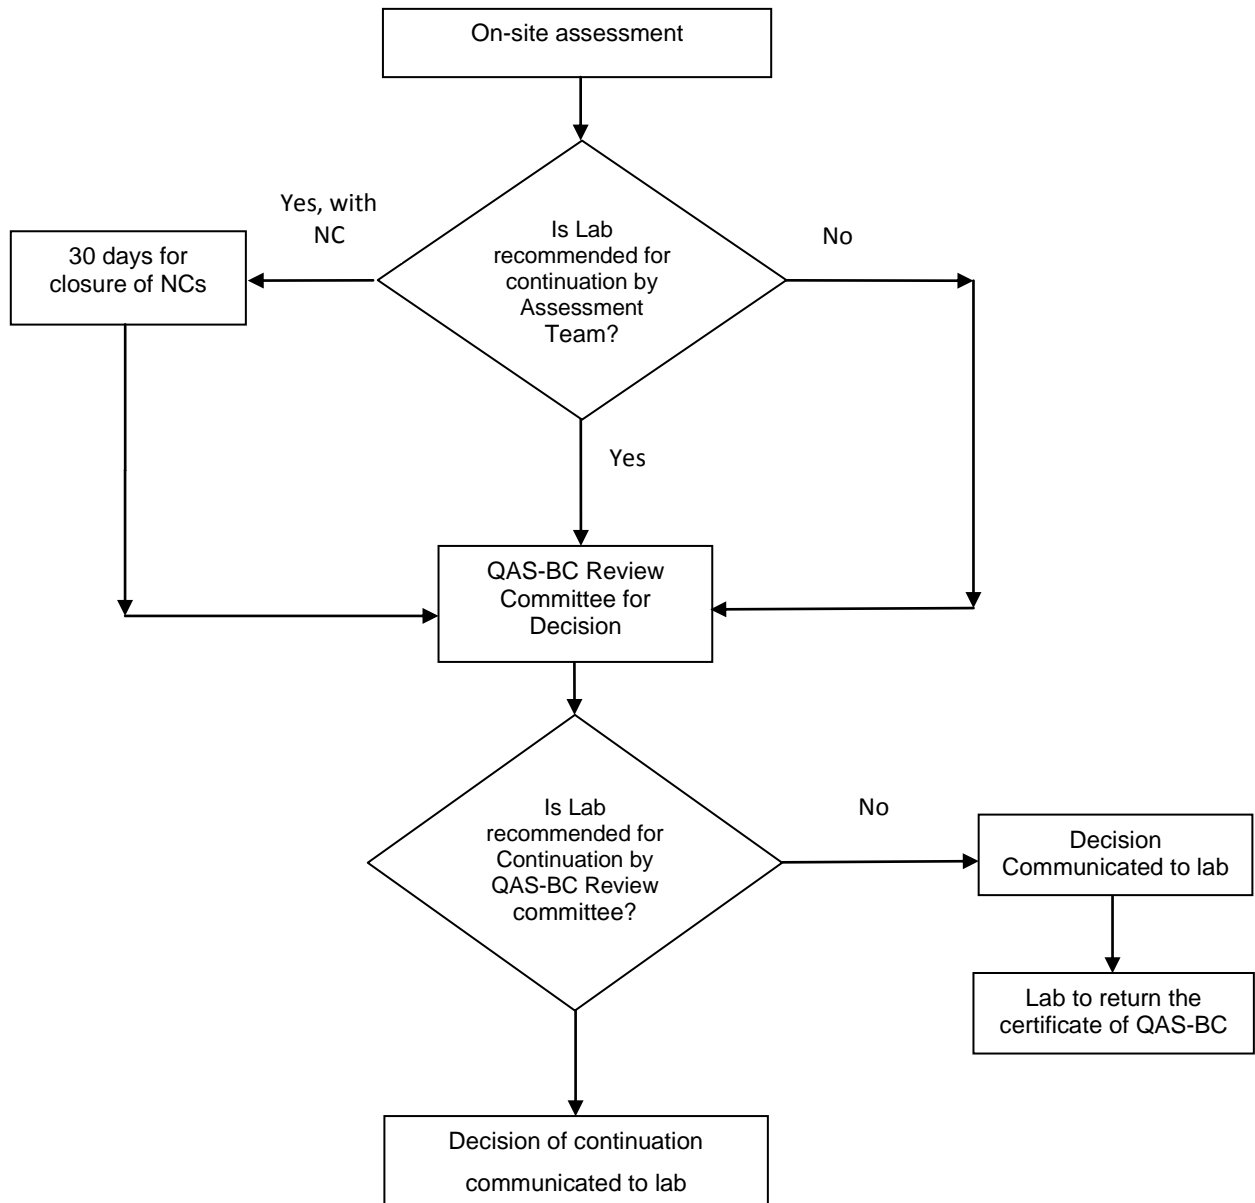 On-site assessment
Yes, with
NC
Is Lab
recommended for
continuation by
Assessment
Team?
No
30 days for
closure of NCs
Yes
QAS-BC Review
Committee for
Decision
Is Lab
recommended for
Continuation by
QAS-BC Review
committee?
No
Decision
Communicated to lab
Lab to return the
certificate of QAS-BC
Decision of continuation
communicated to lab